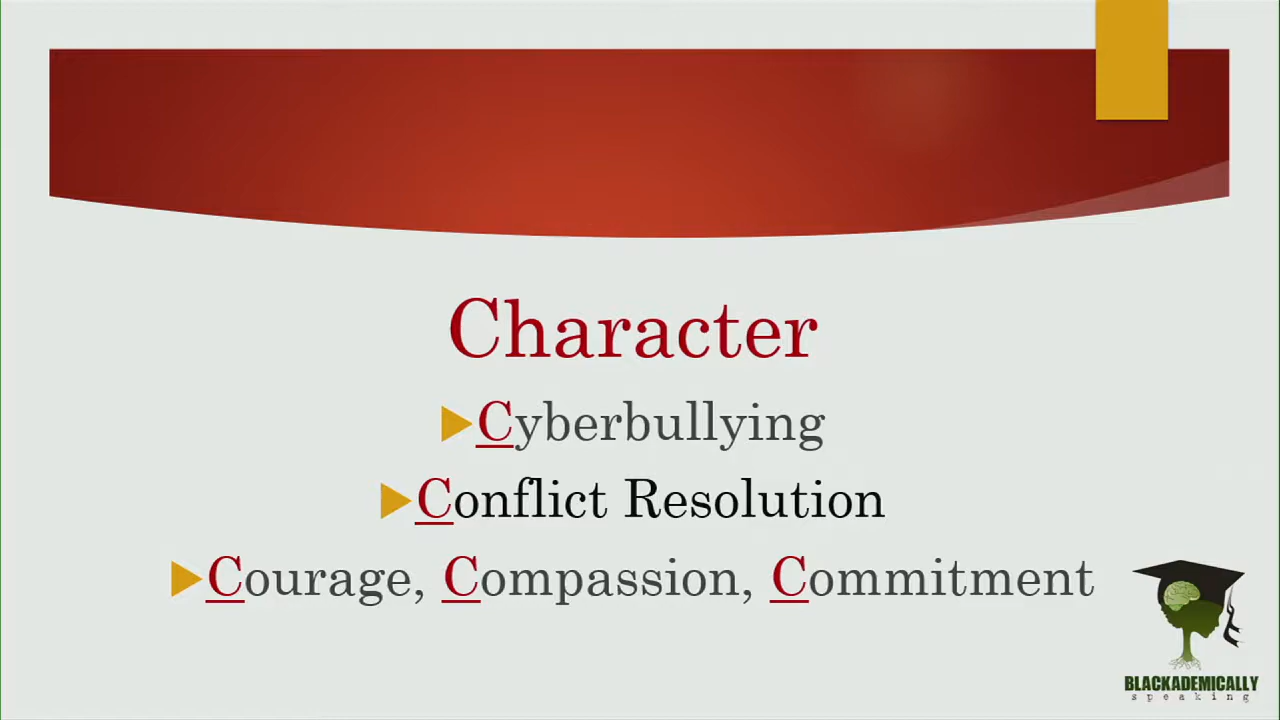 Character
Cyberbullying
Conflict Resolution
Courage, Compassion, Commitment
BLACKADEMICALLY
speaking